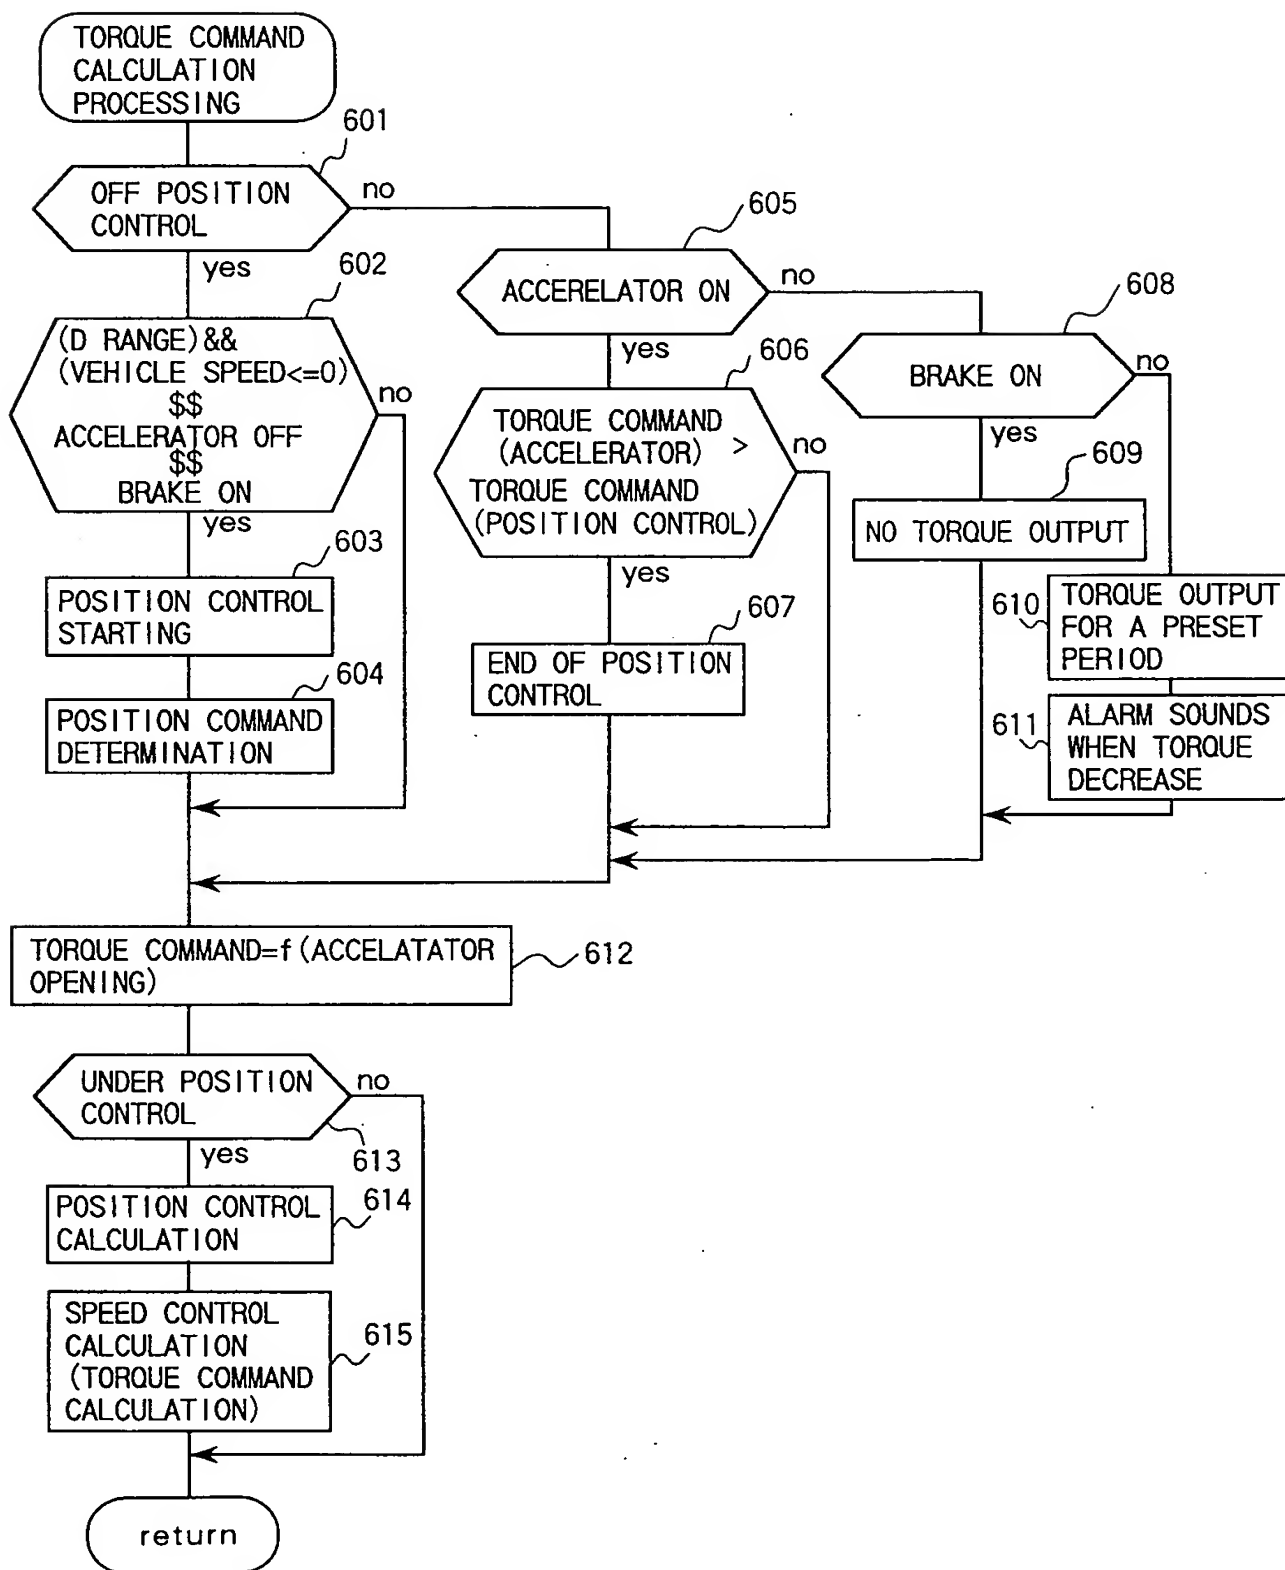 TORQUE COMMAND
CALCULATION
PROCESSING
601
OFF POSITION
CONTROL
no
yes
602
(D RANGE)&&
(VEHICLE SPEED<=0)
$$
ACCELERATOR OFF
$$
BRAKE ON
no
yes
603
POSITION CONTROL
STARTING
604
POSITION COMMAND
DETERMINATION
605
ACCERELATOR ON
no
yes
606
TORQUE COMMAND
(ACCELERATOR) >
TORQUE COMMAND
(POSITION CONTROL)
no
yes
607
END OF POSITION
CONTROL
608
BRAKE ON
no
yes
609
NO TORQUE OUTPUT
610
TORQUE OUTPUT
FOR A PRESET
PERIOD
611
ALARM SOUNDS
WHEN TORQUE
DECREASE
TORQUE COMMAND=f(ACCELATATOR
OPENING)
612
UNDER POSITION
CONTROL
no
613
yes
POSITION CONTROL
CALCULATION
614
SPEED CONTROL
CALCULATION
(TORQUE COMMAND
CALCULATION)
615
return